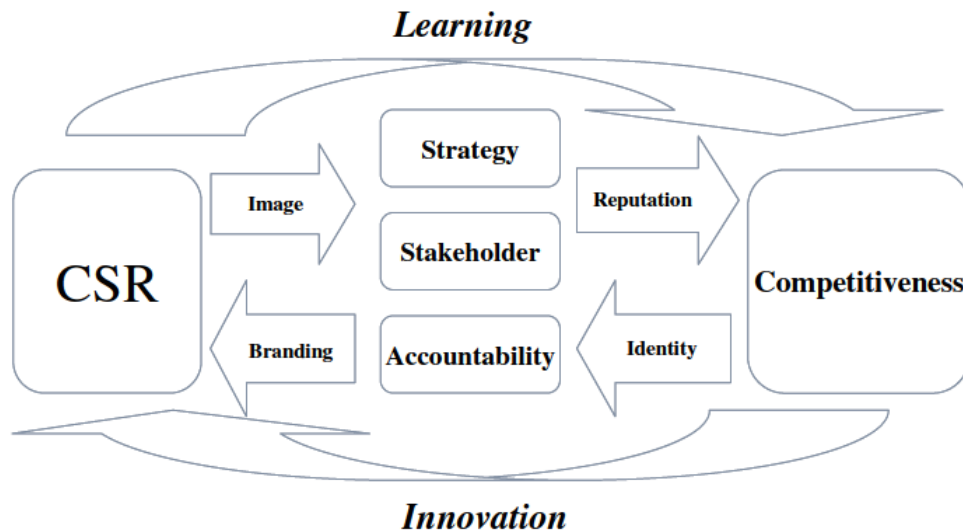 Learning
Strategy
Image
Reputation
Stakeholder
CSR
Competitiveness
Branding
Accountability
Identity
Innovation